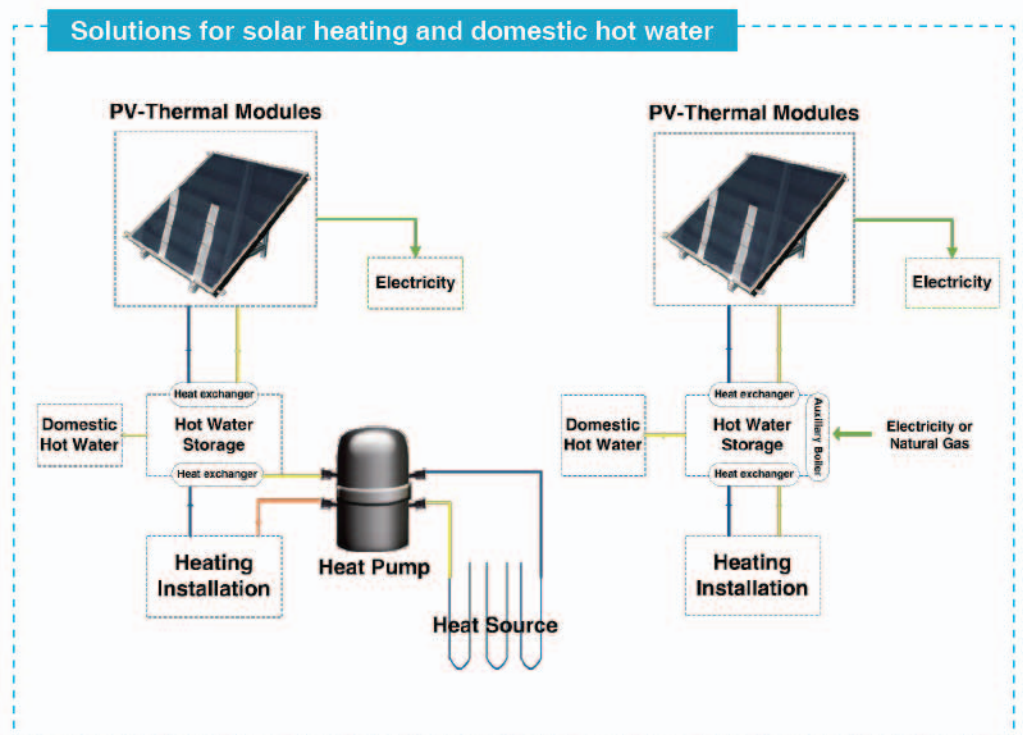 Solutions for solar heating and domestic hot water
PV-Thermal Modules
Electricity
Heat exchanger
Domestic
Hot Water
Hot Water
Storage
Heat exchanger
Heating
Installation
Heat Pump
Heat Source
PV-Thermal Modules
Electricity
Heat exchanger
Domestic
Hot Water
Hot Water
Storage
Auxiliary Boiler
Electricity or
Natural Gas
Heat exchanger
Heating
Installation